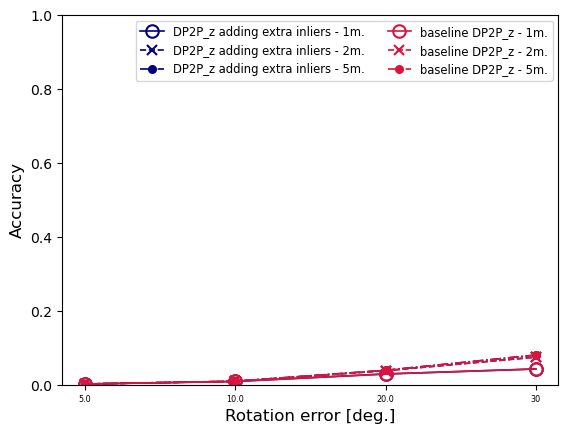 1.0
0.8
0.6
0.4
0.2
0.0
Accuracy
DP2P_z adding extra inliers - 1m.
DP2P_z adding extra inliers - 2m.
DP2P_z adding extra inliers - 5m.
baseline DP2P_z - 1m.
baseline DP2P_z - 2m.
baseline DP2P_z - 5m.
5.0 10.0 20.0 30
Rotation error [deg.]